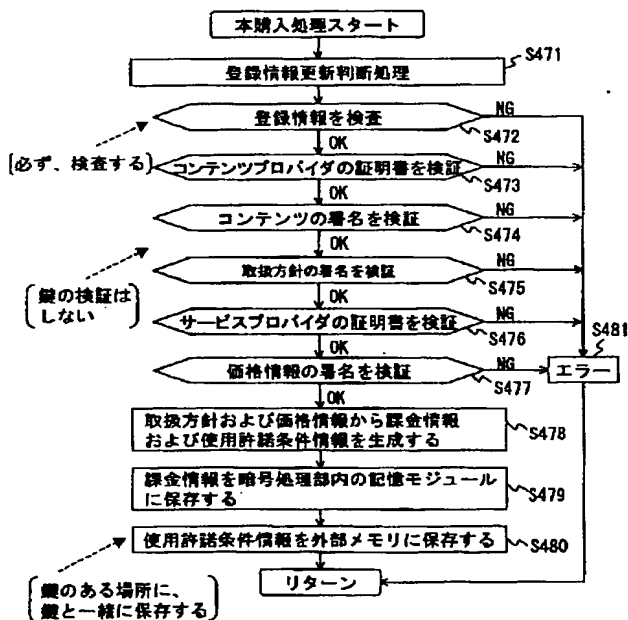 本購入処理スタート
S471
登録情報更新判断処理
NG
登録情報を検査
S472
OK
〔必ず、検査する〕
NG
コンテンツプロバイダの証明書を検証
S473
OK
NG
コンテンツの署名を検証
S474
OK
NG
取扱方針の署名を検証
S475
鍵の検証は
しない
OK
NG
サービスプロバイダの証明書を検証
S476
S481
OK
NG
エラー
価格情報の署名を検証
S477
OK
取扱方針および価格情報から課金情報
および使用許諾条件情報を生成する
S478
課金情報を暗号処理部内の記憶モジュール
に保存する
S479
使用許諾条件情報を外部メモリに保存する
S480
鍵のある場所に、
鍵と一緒に保存する
リターン